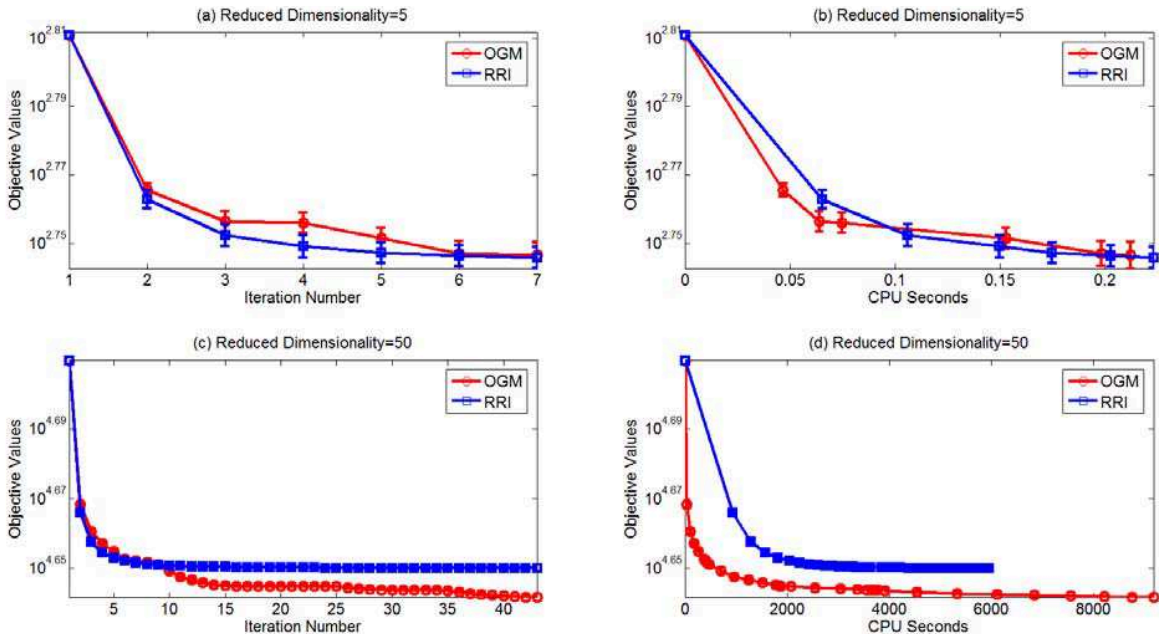 (a) Reduced Dimensionality=5
10^2.81
10^2.79
10^2.77
10^2.75
Objective Values
OGM
RRI
1 2 3 4 5 6 7
Iteration Number
(b) Reduced Dimensionality=5
10^2.81
10^2.79
10^2.77
10^2.75
Objective Values
OGM
RRI
0 0.05 0.1 0.15 0.2
CPU Seconds
(c) Reduced Dimensionality=50
10^4.69
10^4.67
10^4.65
Objective Values
OGM
RRI
5 10 15 20 25 30 35 40
Iteration Number
(d) Reduced Dimensionality=50
10^4.69
10^4.67
10^4.65
Objective Values
OGM
RRI
0 2000 4000 6000 8000
CPU Seconds